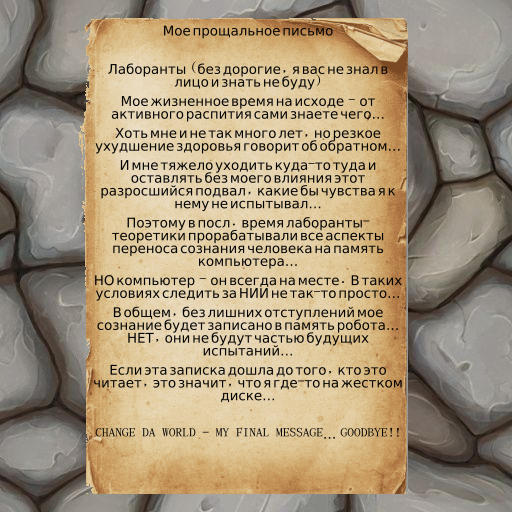 Мое прощальное письмо
Лаборанты (без дорогие, я вас не знал в
лицо и знать не буду)
Мое жизненное время на исходе - от
активного распития сами знаете чего...
Хоть мне и не так много лет, но резкое
ухудшение здоровья говорит об обратном...
И мне тяжело уходить куда-то туда и
оставлять без моего влияния этот
разросшийся подвал, какие бы чувства я к
нему не испытывал...
Поэтому в посл. время лаборанты-
теоретики прорабатывали все аспекты
переноса сознания человека на память
компьютера...
НО компьютер - он всегда на месте. В таких
условиях следить за НИИ не так-то просто...
В общем, без лишних отступлений мое
сознание будет записано в память робота...
НЕТ, они не будут частью будущих
испытаний...
Если эта записка дошла до того, кто это
читает, это значит, что я где-то на жестком
диске...
CHANGE DA WORLD - MY FINAL MESSAGE... GOODBYE!!